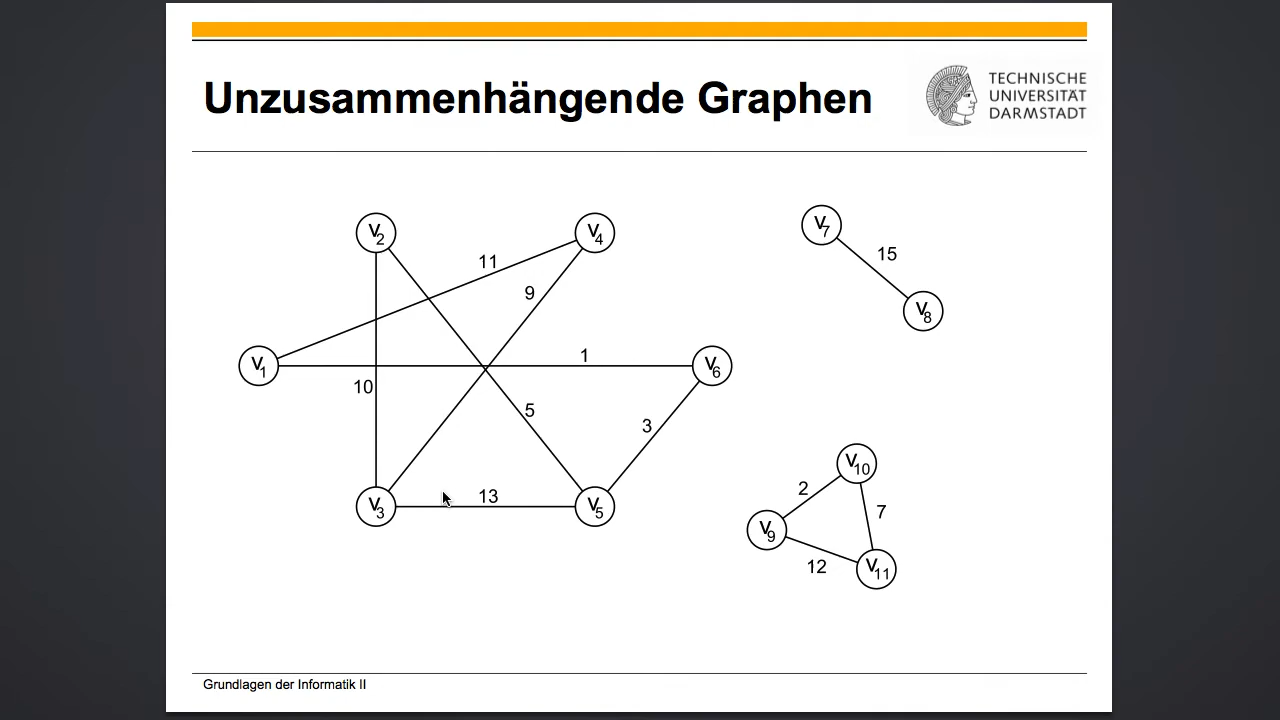 Unzusammenhängende Graphen
TECHNISCHE
UNIVERSITÄT
DARMSTADT
V2
V4
V7
11
15
9
V8
V1
1
V6
10
5
3
V10
2
V3
13
V5
7
V9
12
V11
Grundlagen der Informatik II